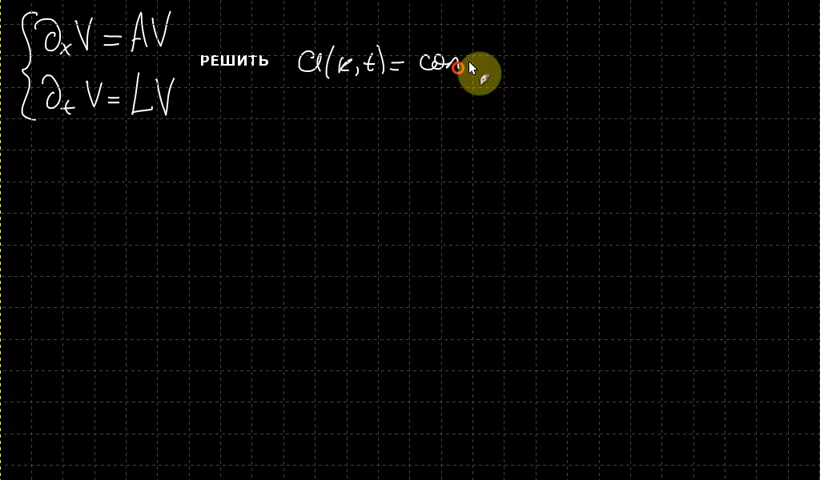 ∂ₓV = AV
∂ₜV = LV
РЕШИТЬ a(k,t) = con